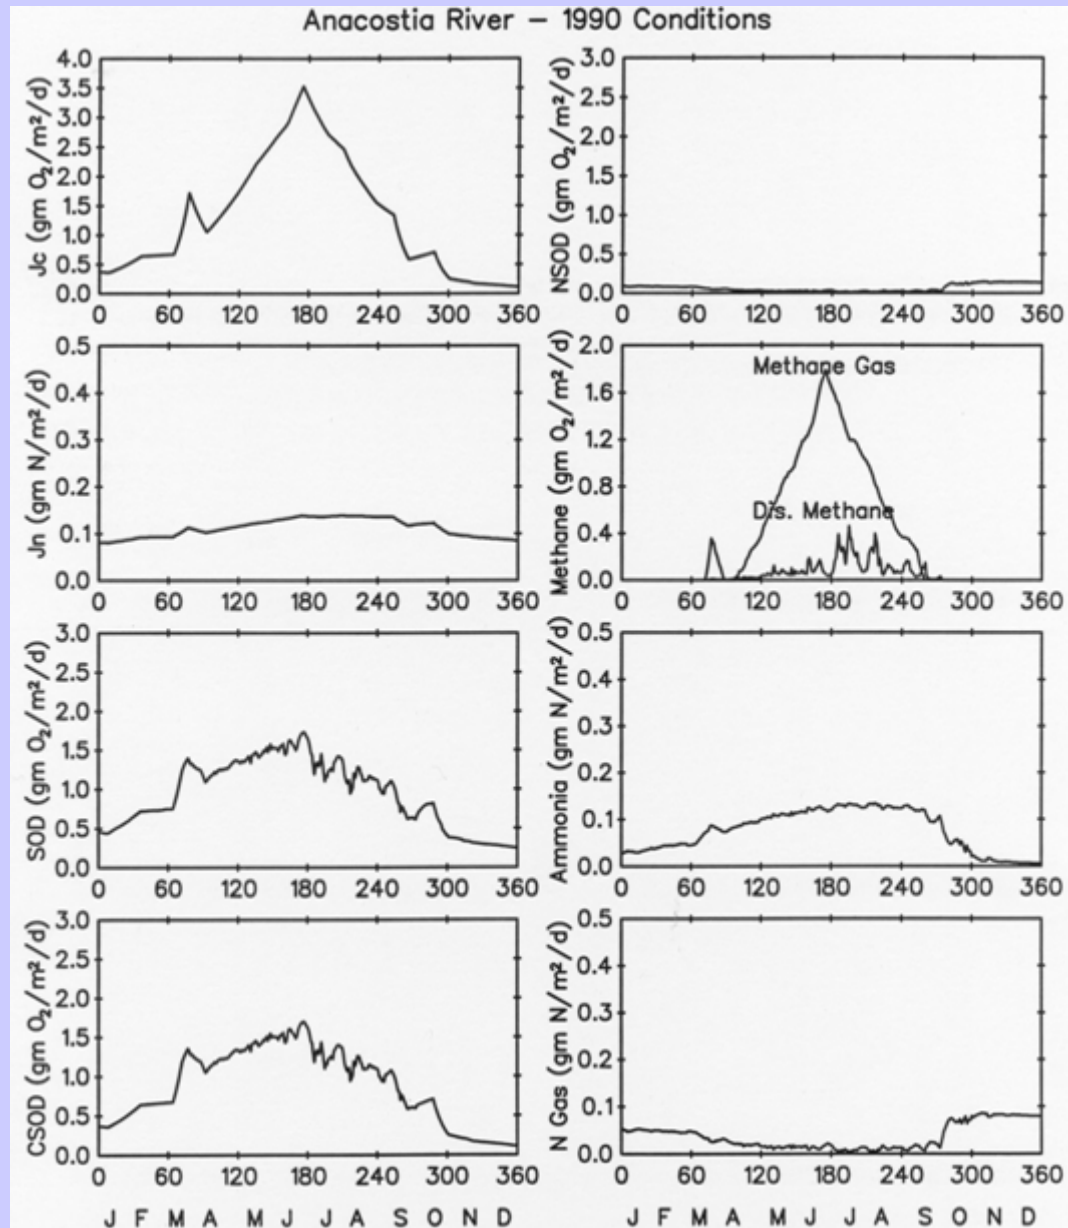 Anacostia River – 1990 Conditions
Jc (gm O₂/m²/d)
4.0
3.5
3.0
2.5
2.0
1.5
1.0
0.5
0.0
0 60 120 180 240 300 360
NSOD (gm O₂/m²/d)
3.0
2.5
2.0
1.5
1.0
0.5
0.0
0 60 120 180 240 300 360
Jn (gm N/m²/d)
0.5
0.4
0.3
0.2
0.1
0.0
0 60 120 180 240 300 360
Methane (gm O₂/m²/d)
2.0
1.6
1.2
0.8
0.4
0.0
Methane Gas
Dis. Methane
0 60 120 180 240 300 360
SOD (gm O₂/m²/d)
3.0
2.5
2.0
1.5
1.0
0.5
0.0
0 60 120 180 240 300 360
Ammonia (gm N/m²/d)
0.5
0.4
0.3
0.2
0.1
0.0
0 60 120 180 240 300 360
CSOD (gm O₂/m²/d)
3.0
2.5
2.0
1.5
1.0
0.5
0.0
0 60 120 180 240 300 360
J F M A M J J A S O N D
N Gas (gm N/m²/d)
0.5
0.4
0.3
0.2
0.1
0.0
0 60 120 180 240 300 360
J F M A M J J A S O N D